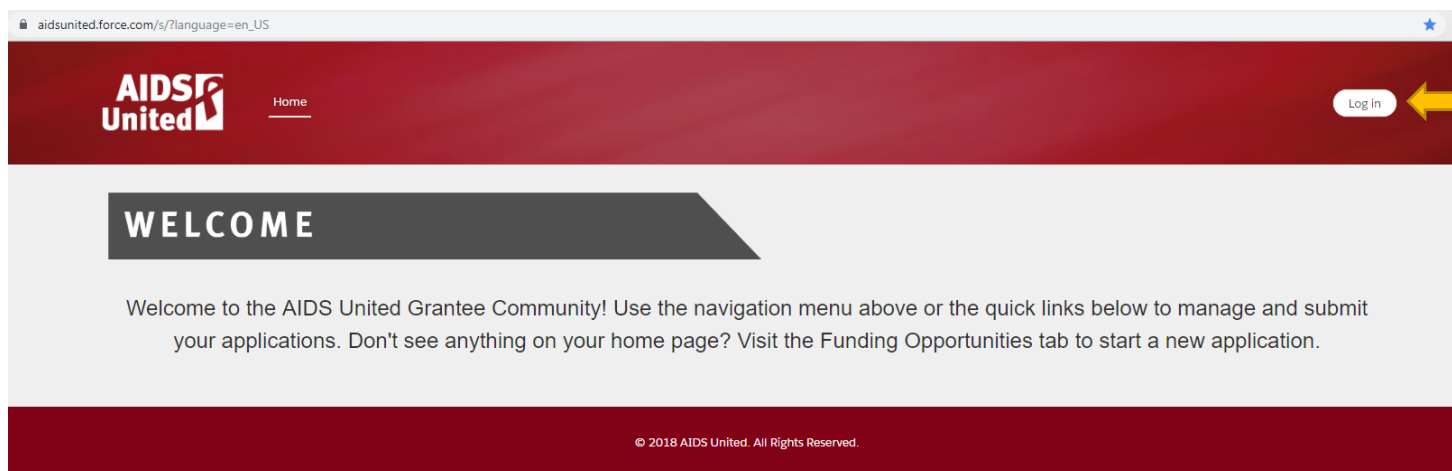 aidsunited.force.com/s/?language=en_US
AIDS
United
Home
Log in
WELCOME
Welcome to the AIDS United Grantee Community! Use the navigation menu above or the quick links below to manage and submit
your applications. Don't see anything on your home page? Visit the Funding Opportunities tab to start a new application.
© 2018 AIDS United. All Rights Reserved.